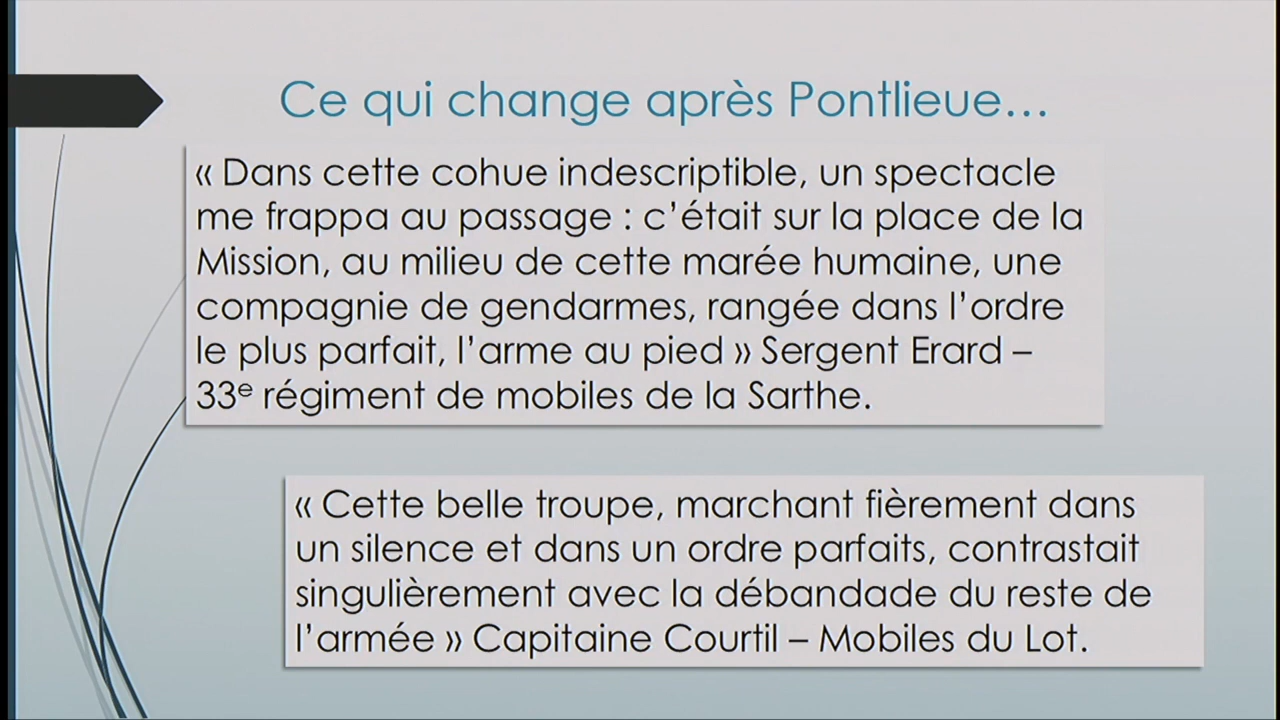 Ce qui change après Pontlieue...
« Dans cette cohue indescriptible, un spectacle
me frappa au passage : c'était sur la place de la
Mission, au milieu de cette marée humaine, une
compagnie de gendarmes, rangée dans l'ordre
le plus parfait, l'arme au pied » Sergent Erard –
33e régiment de mobiles de la Sarthe.
« Cette belle troupe, marchant fièrement dans
un silence et dans un ordre parfaits, contrastait
singulièrement avec la débandade du reste de
l'armée » Capitaine Courtil – Mobiles du Lot.